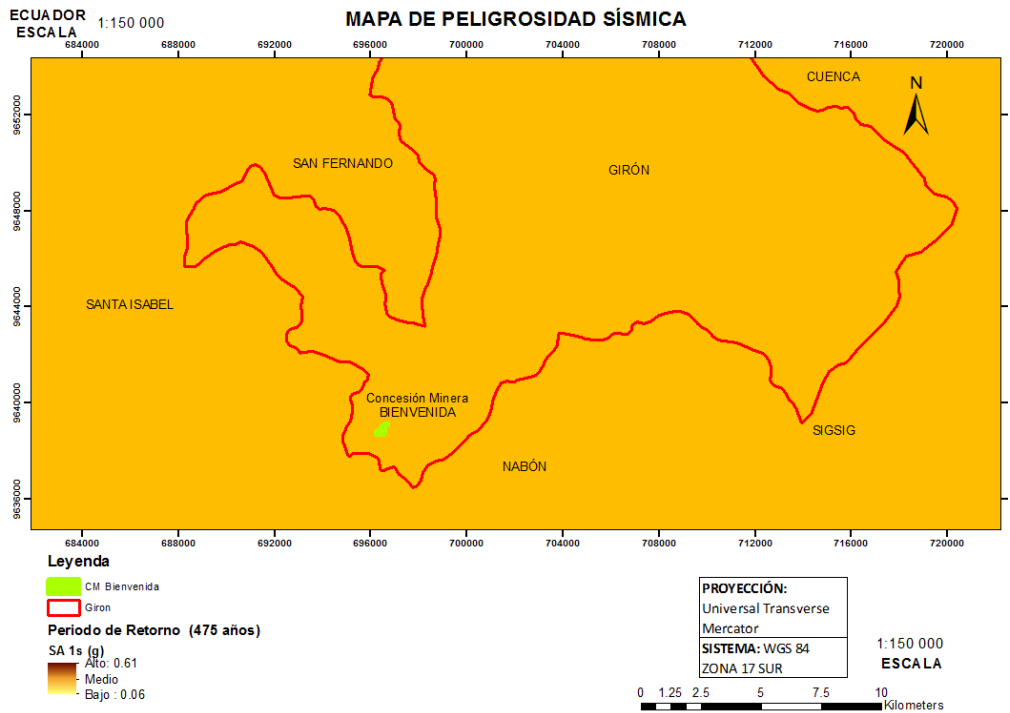 ECUADOR
ESCALA 1:150 000
MAPA DE PELIGROSIDAD SÍSMICA
684000 688000 692000 696000 700000 704000 708000 712000 716000 720000
9652000
9648000
9644000
9640000
9636000
CUENCA
N
SAN FERNANDO
GIRÓN
SANTA ISABEL
Concesión Minera
BIENVENIDA
SIGSIG
NABÓN
684000 688000 692000 696000 700000 704000 708000 712000 716000 720000
Leyenda
CM Bienvenida
Giron
Periodo de Retorno (475 años)
SA 1s (g)
Alto: 0.61
Medio
Bajo : 0.06
PROYECCIÓN:
Universal Transverse
Mercator
SISTEMA: WGS 84
ZONA 17 SUR
1:150 000
ESCALA
0 1.25 2.5 5 7.5 10
Kilometers